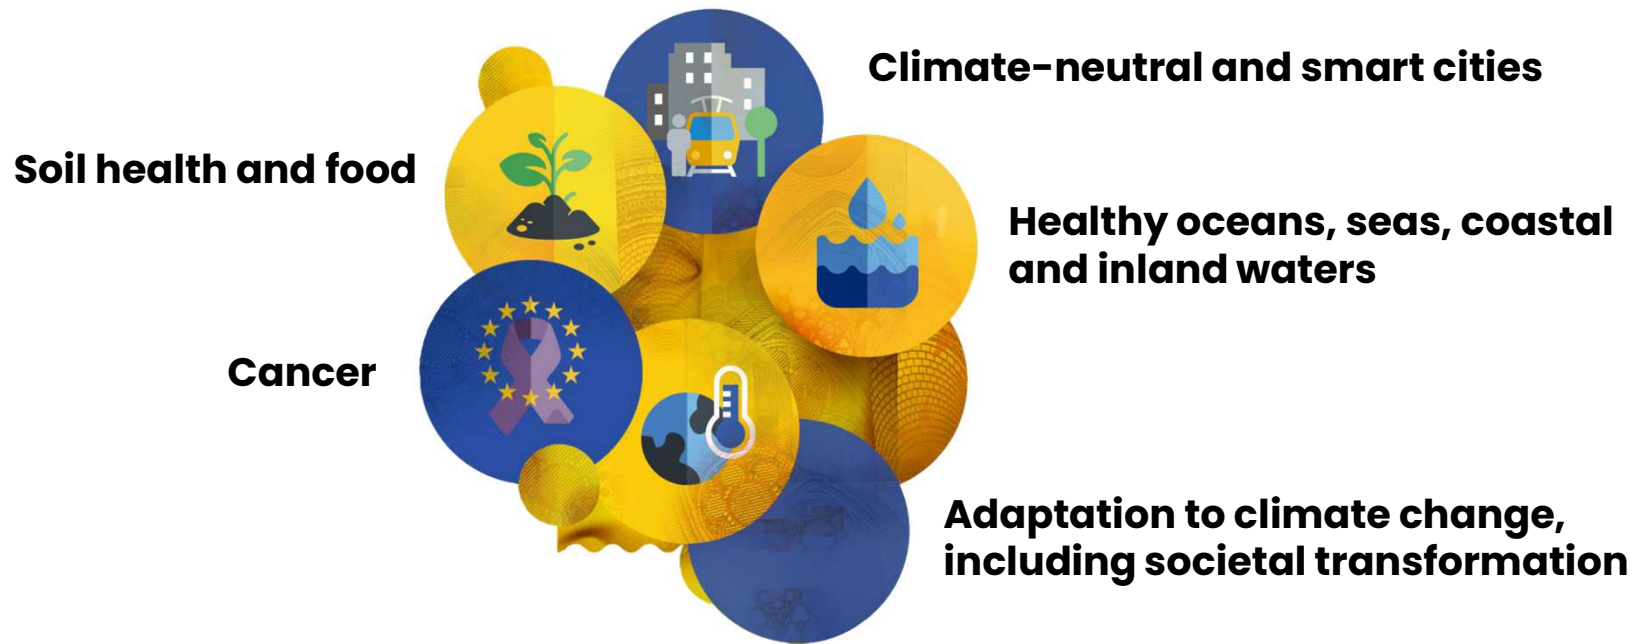 Climate-neutral and smart cities
Soil health and food
Healthy oceans, seas, coastal
and inland waters
Cancer
Adaptation to climate change,
including societal transformation